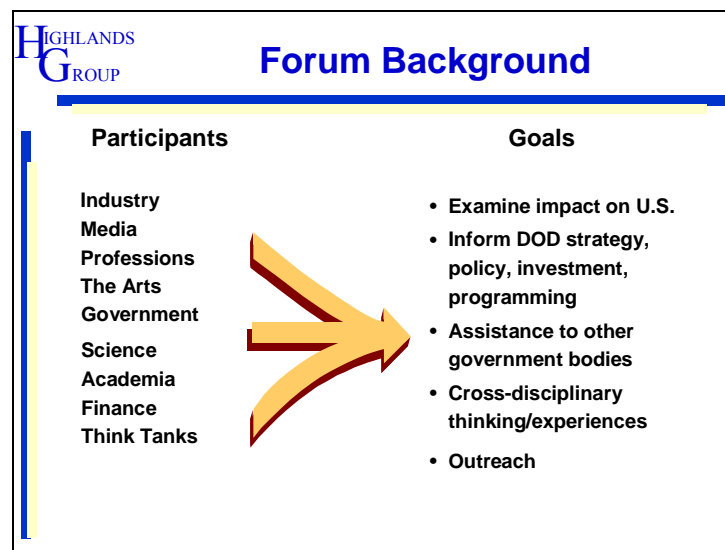 HIGHLANDS
GROUP
Forum Background
Participants
Industry
Media
Professions
The Arts
Government
Science
Academia
Finance
Think Tanks
Goals
• Examine impact on U.S.
• Inform DOD strategy,
policy, investment,
programming
• Assistance to other
government bodies
• Cross-disciplinary
thinking/experiences
• Outreach